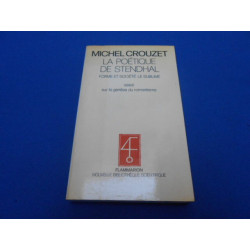 MICHEL CROUZET
LA POÉTIQUE
DE STENDHAL
FORME ET SOCIÉTÉ LE SUBLIME
essai
sur la genèse du romantisme
FLAMMARION
NOUVELLE BIBLIOTHÈQUE SCIENTIFIQUE